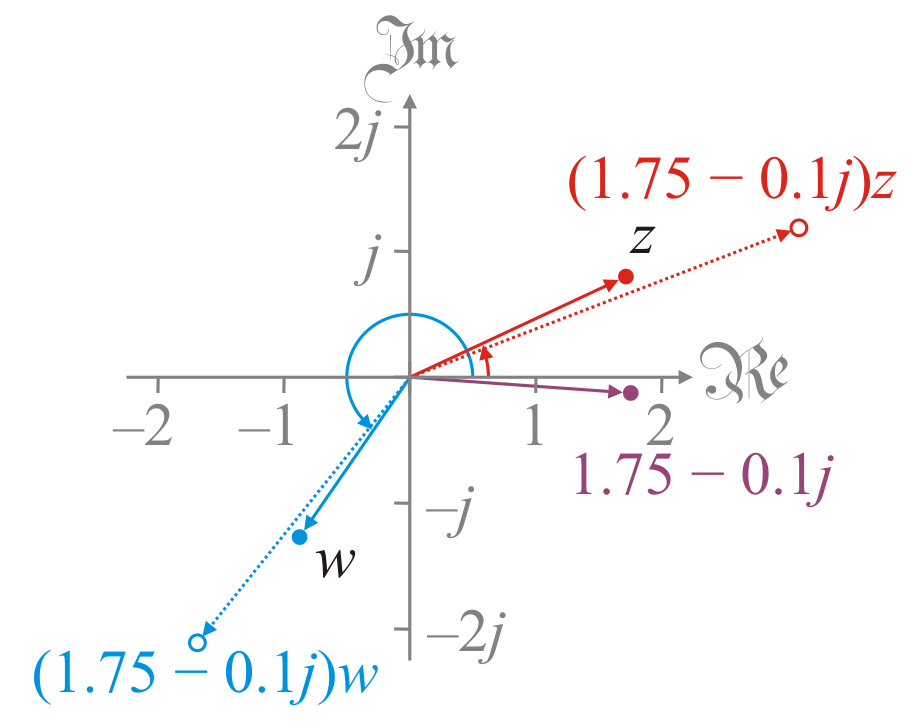 ℑm
2j
(1.75 − 0.1j)z
z
j
ℜe
−2 −1 1 2
1.75 − 0.1j
−j
w
−2j
(1.75 − 0.1j)w